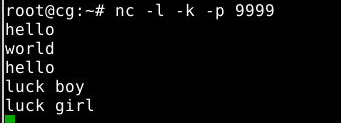 root@cg:~# nc -l -k -p 9999
hello
world
hello
luck boy
luck girl